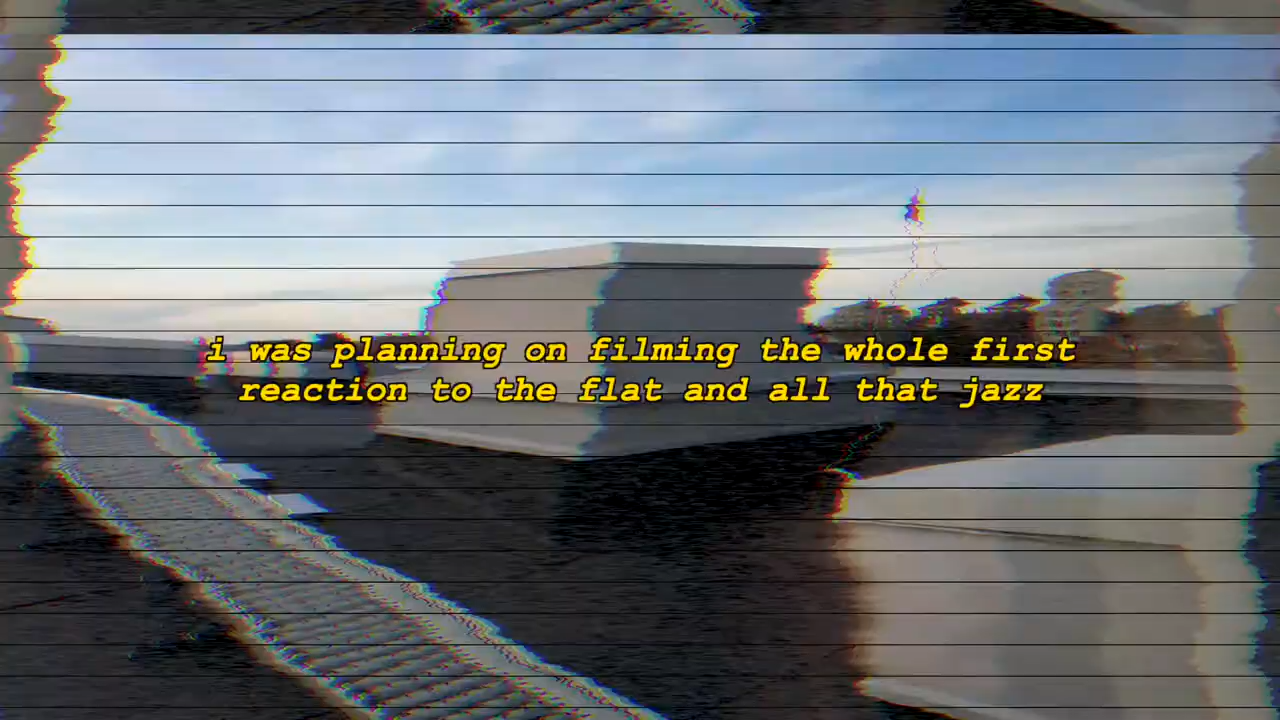 i was planning on filming the whole first
reaction to the flat and all that jazz